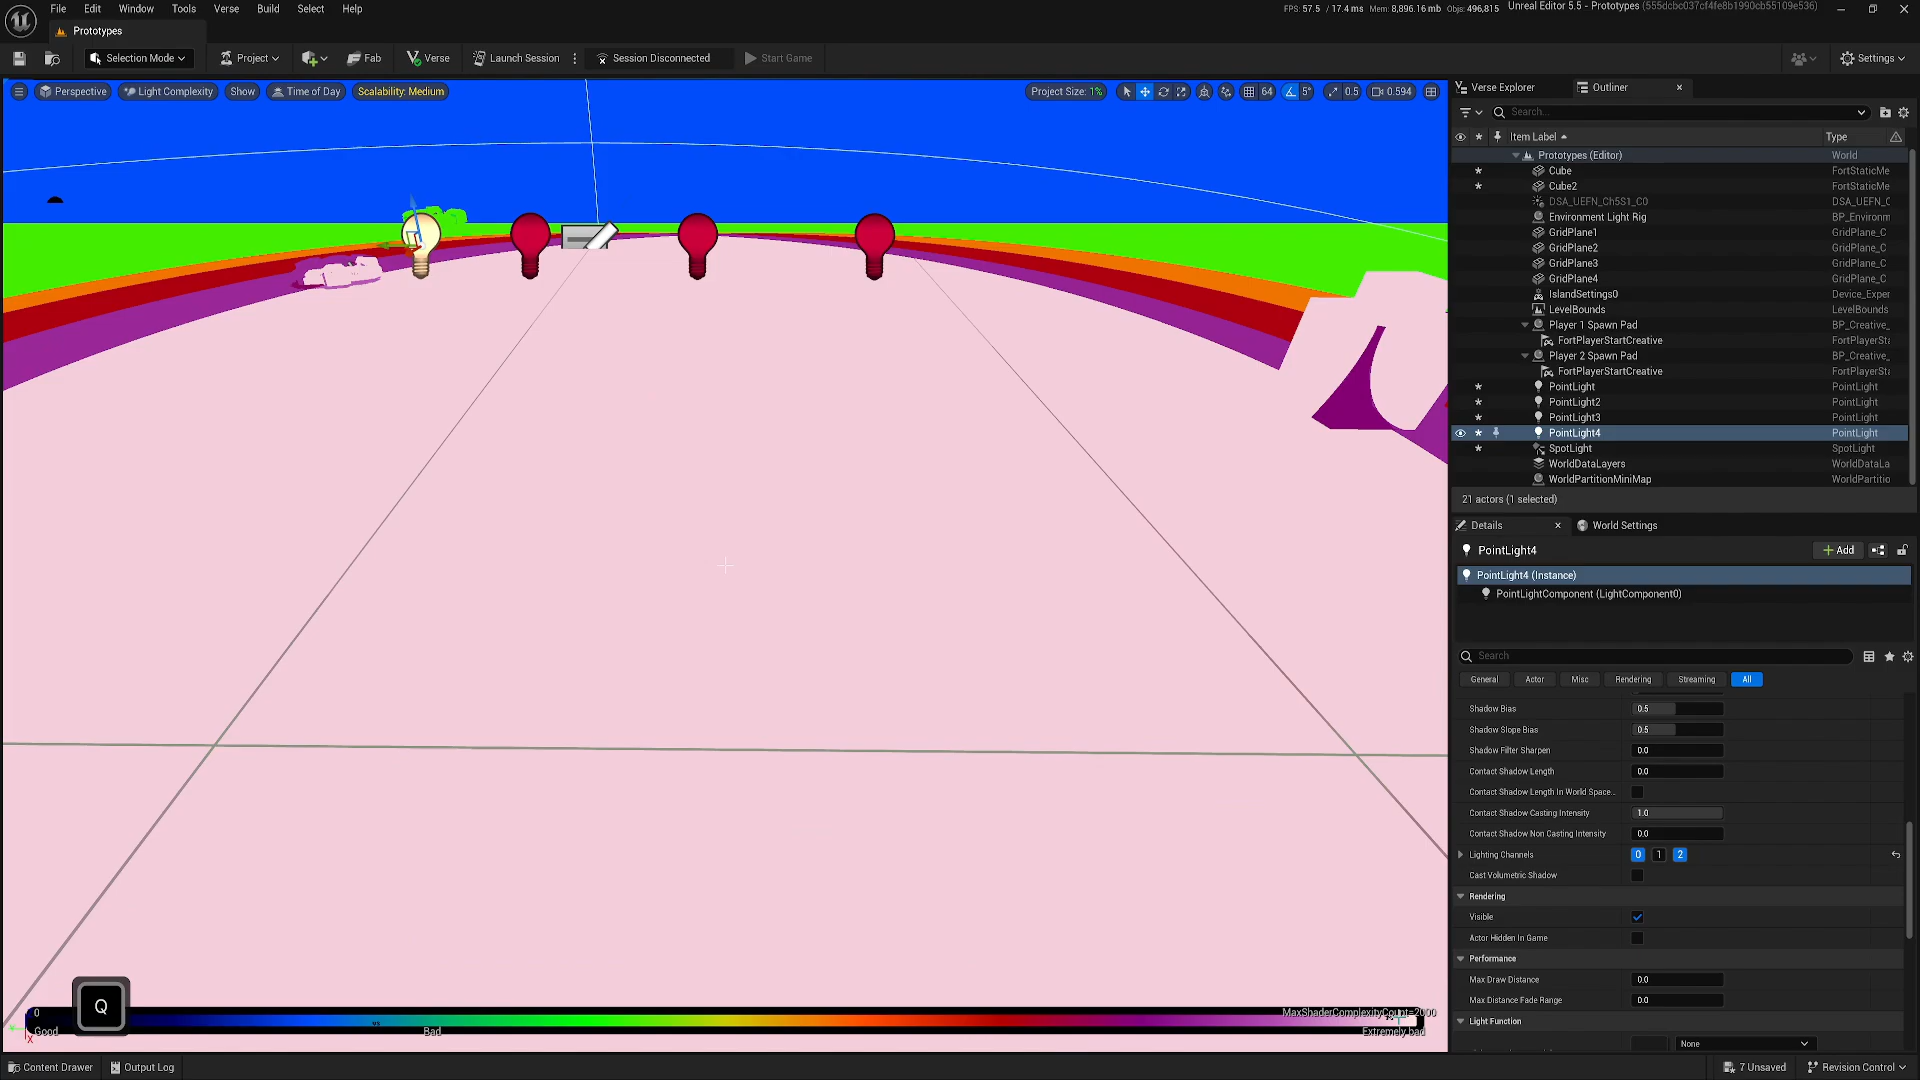 File Edit Window Tools Verse Build Select Help
FPS: 57.5 / 17.4 ms Mem: 8,896.16 mb Objs: 496,815
Unreal Editor 5.5 - Prototypes (555dcbc037cf4fe8b1990cb55109e536)
Prototypes
Selection Mode Project Fab Verse Launch Session Session Disconnected Start Game Settings
Perspective Light Complexity Show Time of Day Scalability: Medium
Project Size: 1% 64 5° 0.5 0.594
Verse Explorer Outliner
Search...
Item Label Type
Prototypes (Editor) World
Cube FortStaticMe
Cube2 FortStaticMe
DSA_UEFN_Ch5S1_C0 DSA_UEFN_C
Environment Light Rig BP_Environm
GridPlane1 GridPlane_C
GridPlane2 GridPlane_C
GridPlane3 GridPlane_C
GridPlane4 GridPlane_C
IslandSettings0 Device_Exper
LevelBounds LevelBounds
Player 1 Spawn Pad BP_Creative_
FortPlayerStartCreative FortPlayerSta
Player 2 Spawn Pad BP_Creative_
FortPlayerStartCreative FortPlayerSta
PointLight PointLight
PointLight2 PointLight
PointLight3 PointLight
PointLight4 PointLight
SpotLight SpotLight
WorldDataLayers WorldDataLa
WorldPartitionMiniMap WorldPartitio
21 actors (1 selected)
Details World Settings
PointLight4 Add
PointLight4 (Instance)
PointLightComponent (LightComponent0)
Search
General Actor Misc Rendering Streaming All
Shadow Bias 0.5
Shadow Slope Bias 0.5
Shadow Filter Sharpen 0.0
Contact Shadow Length 0.0
Contact Shadow Length In World Space...
Contact Shadow Casting Intensity 1.0
Contact Shadow Non Casting Intensity 0.0
Lighting Channels 0 1 2
Cast Volumetric Shadow
Rendering
Visible
Actor Hidden In Game
Performance
Max Draw Distance 0.0
Max Distance Fade Range 0.0
Light Function
None
Q
0 MaxShaderComplexityCount=2000
Good Bad Extremely bad
X
Content Drawer Output Log 7 Unsaved Revision Control